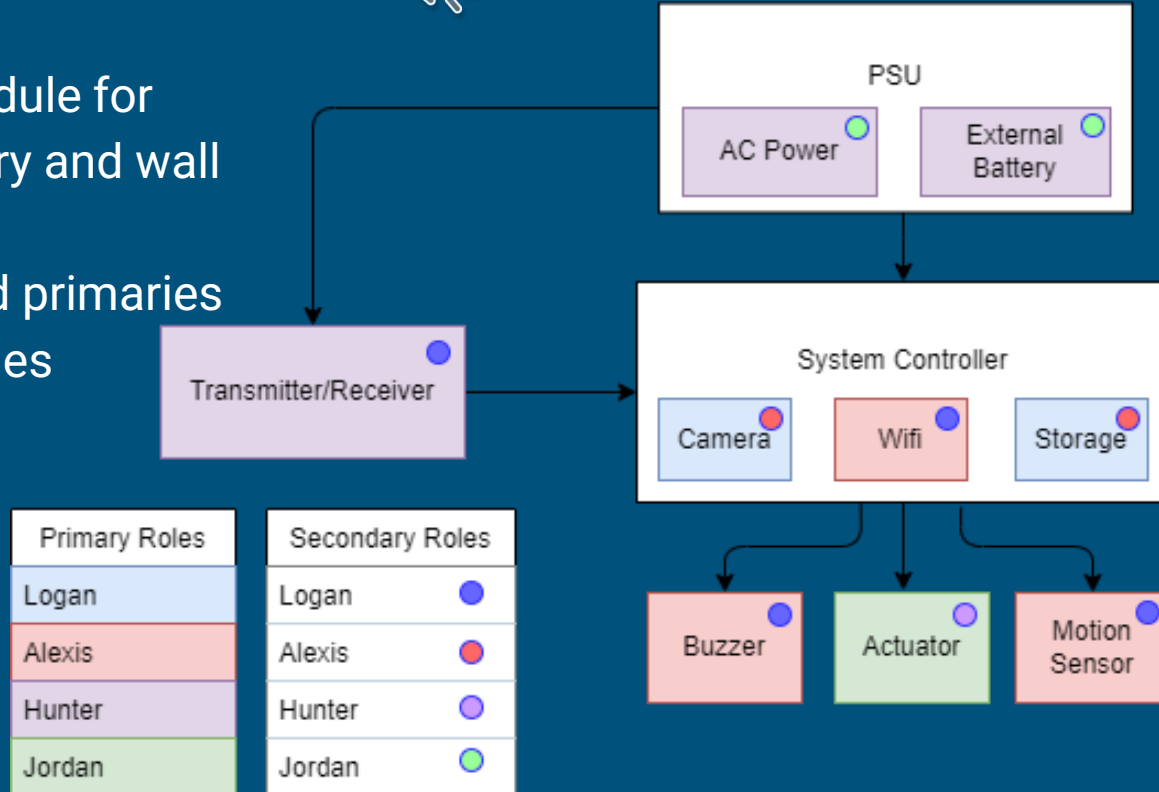 dule for
ry and wall
d primaries
es
PSU
AC Power
External
Battery
Transmitter/Receiver
System Controller
Camera
Wifi
Storage
Buzzer
Actuator
Motion
Sensor
Primary Roles
Logan
Alexis
Hunter
Jordan
Secondary Roles
Logan
Alexis
Hunter
Jordan